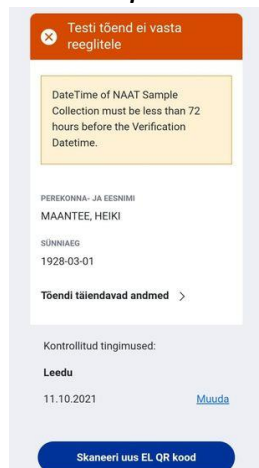 Testi tõend ei vasta
reeglitele
DateTime of NAAT Sample
Collection must be less than 72
hours before the Verification
Datetime.
PEREKONNA- JA EESNIMI
MAANTEE, HEIKI
SÜNNIAEG
1928-03-01
Tõendi täiendavad andmed >
Kontrollitud tingimused:
Leedu
11.10.2021 Muuda
Skaneeri uus EL QR kood